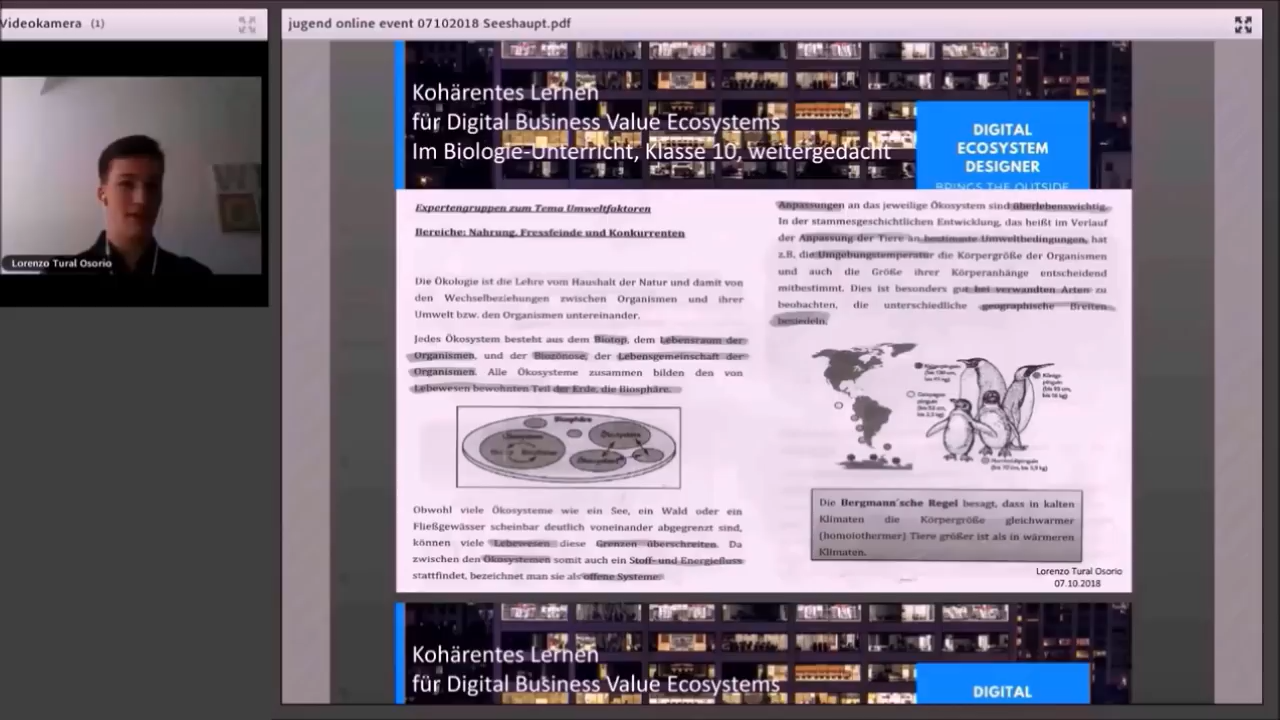 Videokamera (1)
Lorenzo Tural Osorio
jugend online event 07102018 Seeshaupt.pdf
Kohärentes Lernen
für Digital Business Value Ecosystems
Im Biologie-Unterricht, Klasse 10, weitergedacht
DIGITAL
ECOSYSTEM
DESIGNER
BRINGS THE OUTSIDE
Expertengruppen zum Tema Umweltfaktoren
Bereiche: Nahrung, Fressfeinde und Konkurrenten
Die Ökologie ist die Lehre vom Haushalt der Natur und damit von
den Wechselbeziehungen zwischen Organismen und ihrer
Umwelt bzw. den Organismen untereinander.
Jedes Ökosystem besteht aus dem Biotop, dem Lebensraum der
Organismen, und der Biozönose, der Lebensgemeinschaft der
Organismen. Alle Ökosysteme zusammen bilden den von
Lebewesen bewohnten Teil der Erde, die Biosphäre.
Biosphäre
Obwohl viele Ökosysteme wie ein See, ein Wald oder ein
Fließgewässer scheinbar deutlich voneinander abgegrenzt sind,
können viele Lebewesen diese Grenzen überschreiten. Da
zwischen den Ökosystemen somit auch ein Stoff- und Energiefluss
stattfindet, bezeichnet man sie als offene Systeme.
Anpassungen an das jeweilige Ökosystem sind überlebenswichtig.
In der stammesgeschichtlichen Entwicklung, das heißt im Verlauf
der Anpassung der Tiere an bestimmte Umweltbedingungen, hat
z.B. die Umgebungstemperatur die Körpergröße der Organismen
und auch die Größe ihrer Körperanhänge entscheidend
mitbestimmt. Dies ist besonders gut bei verwandten Arten zu
beobachten, die unterschiedliche geographische Breiten
besiedeln.
Die Bergmann'sche Regel besagt, dass in kalten
Klimaten die Körpergröße gleichwarmer
(homoiothermer) Tiere größer ist als in wärmeren
Klimaten.
Lorenzo Tural Osorio
07.10.2018
Kohärentes Lernen
für Digital Business Value Ecosystems
DIGITAL